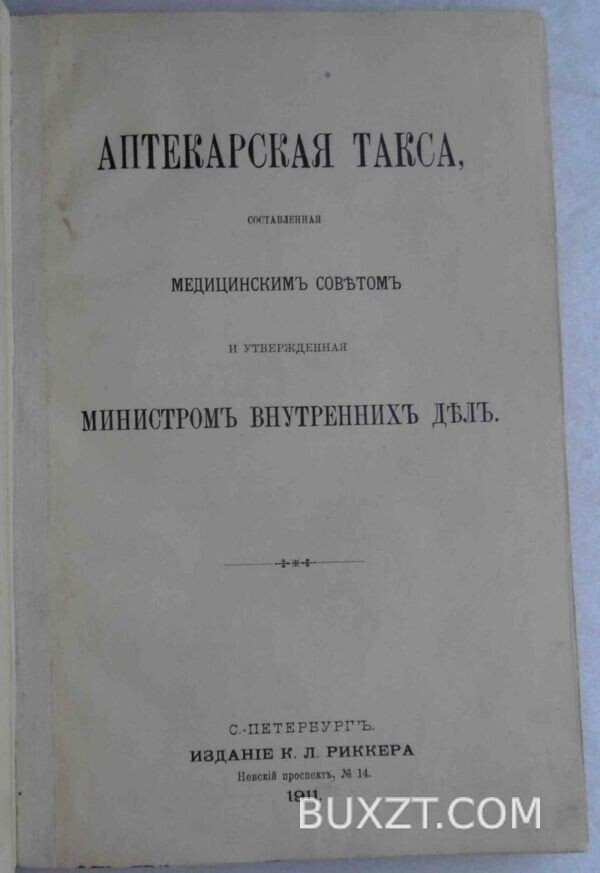 АПТЕКАРСКАЯ ТАКСА,
СОСТАВЛЕННАЯ
МЕДИЦИНСКИМЪ СОВѢТОМЪ
И УТВЕРЖДЕННАЯ
МИНИСТРОМЪ ВНУТРЕННИХЪ ДѢЛЪ.
С.-ПЕТЕРБУРГЪ.
ИЗДАНІЕ К. Л. РИККЕРА
Невскій проспектъ, № 14.
1911.
BUXZT.COM